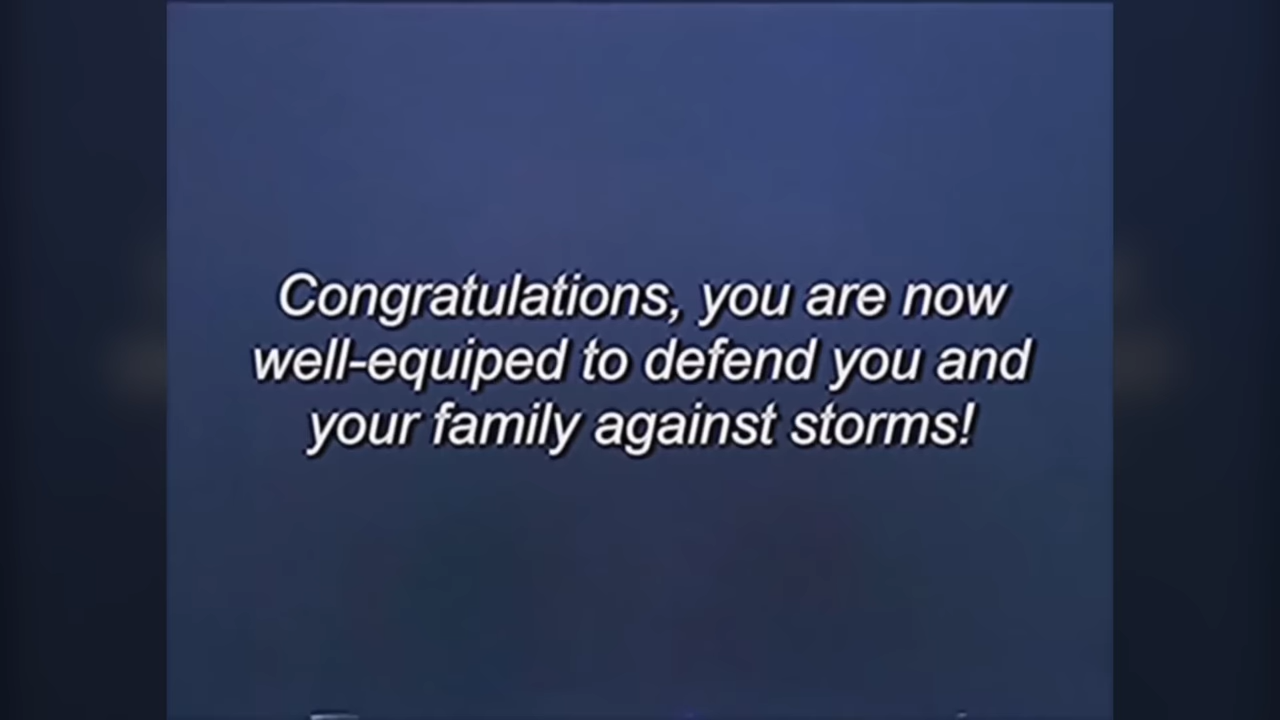 Congratulations, you are now
well-equiped to defend you and
your family against storms!